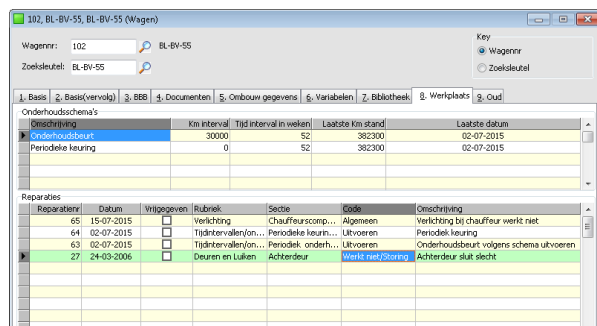 102, BL-BV-55, BL-BV-55 (Wagen)
Key
Wagennr: 102 BL-BV-55
Wagennr
Zoeksleutel: BL-BV-55
Zoeksleutel
1. Basis 2. Basis(vervolg) 3. BBB 4. Documenten 5. Ombouw gegevens 6. Variabelen 7. Bibliotheek 8. Werkplaats 9. Oud
Onderhoudsschema's
Omschrijving Km interval Tijd interval in weken Laatste Km stand Laatste datum
Onderhoudsbeurt 30000 52 382300 02-07-2015
Periodieke keuring 0 52 382300 02-07-2015
Reparaties
Reparatienr Datum Vrijgegeven Rubriek Sectie Code Omschrijving
65 15-07-2015 Verlichting Chauffeurscomp... Algemeen Verlichting bij chauffeur werkt niet
64 02-07-2015 Tijdintervallen/on... Periodieke keurin... Uitvoeren Periodiek keuring
63 02-07-2015 Tijdintervallen/on... Periodiek onderh... Uitvoeren Onderhoudsbeurt volgens schema uitvoeren
27 24-03-2006 Deuren en Luiken Achterdeur Werkt niet/Storing Achterdeur sluit slecht